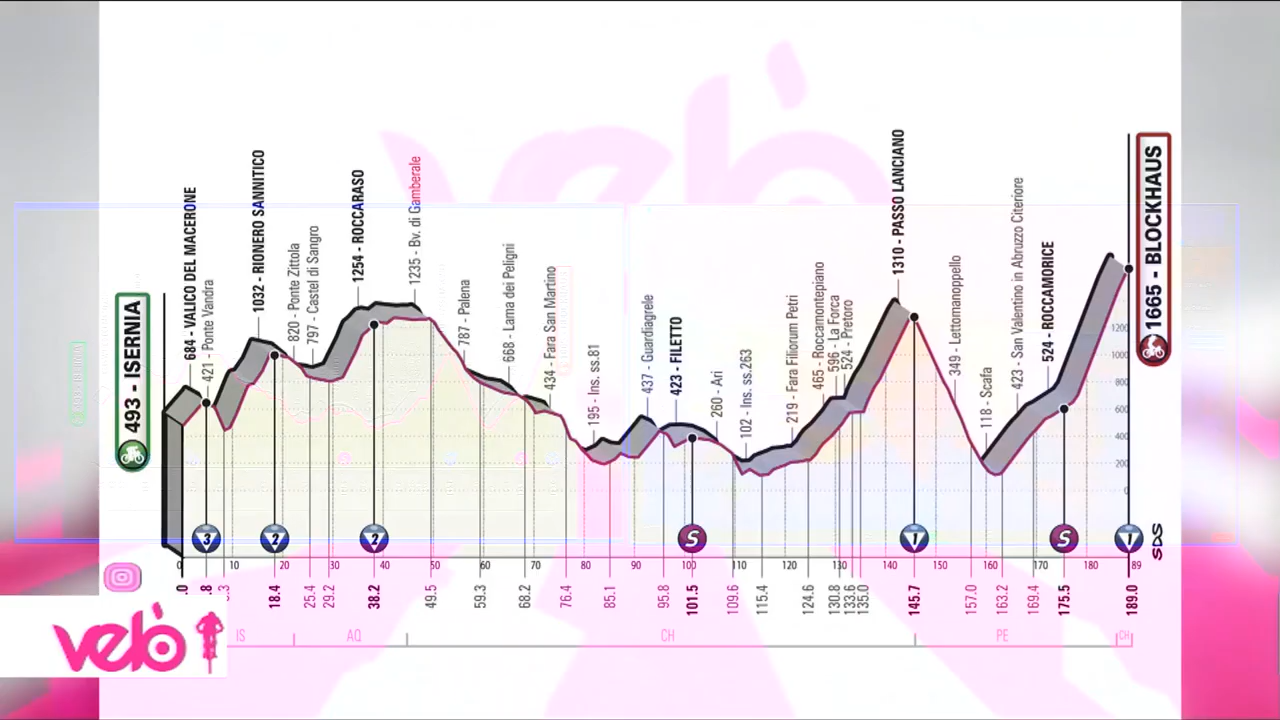 493 - ISERNIA
684 - VALICO DEL MACERONE
421 - Ponte Vandra
1032 - RIONERO SANNITICO
820 - Ponte Zittola
797 - Castel di Sangro
1254 - ROCCARASO
1235 - Bv. di Gamberale
787 - Palena
668 - Lama dei Peligni
434 - Fara San Martino
195 - Ins. ss.81
437 - Guardiagrele
423 - FILETTO
260 - Ari
102 - Ins. ss.263
219 - Fara Filiorum Petri
465 - Roccamontepiano
596 - La Forca
524 - Pretoro
1310 - PASSO LANCIANO
349 - Lettomanoppello
118 - Scafa
423 - San Valentino in Abruzzo Citeriore
524 - ROCCAMORICE
1665 - BLOCKHAUS
1200
1000
800
600
400
200
0
3 2 2 S 1 S 1
SDS
0 10 20 30 40 50 60 70 80 90 100 110 120 130 140 150 160 170 180 89
.0 .8 .3 18.4 25.4 29.2 38.2 49.5 59.3 68.2 76.4 85.1 95.8 101.5 109.6 115.4 124.6 130.8 133.6 135.0 145.7 157.0 163.2 169.4 175.5 189.0
IS AQ CH PE CH
velò
velò